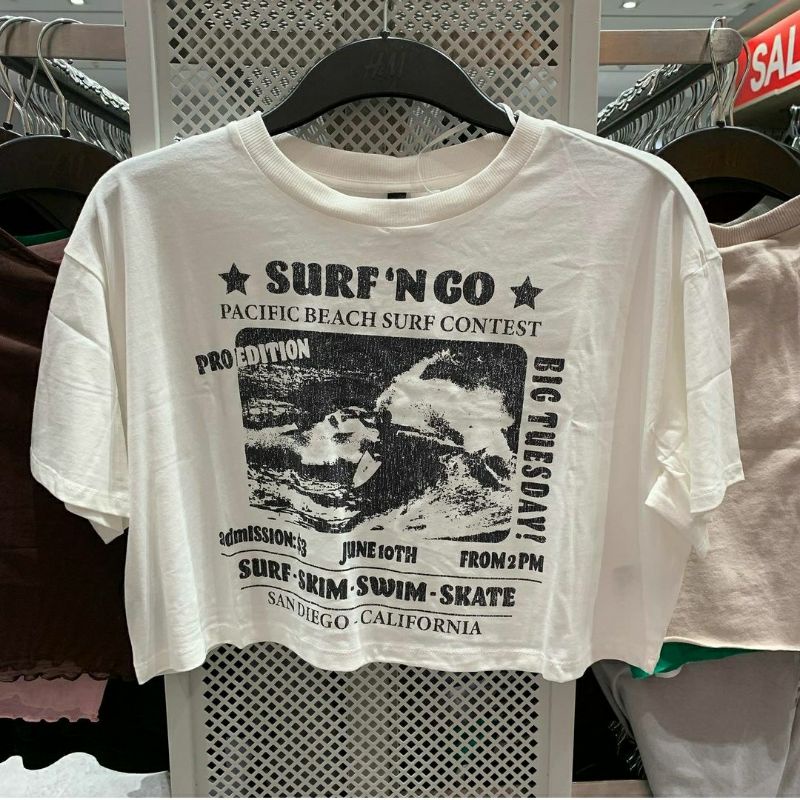 H&M
SAL
SURF 'N GO
PACIFIC BEACH SURF CONTEST
PRO EDITION
BIG TUESDAY!
admission: $3
JUNE 10TH
FROM 2 PM
SURF - SKIM - SWIM - SKATE
SAN DIEGO - CALIFORNIA